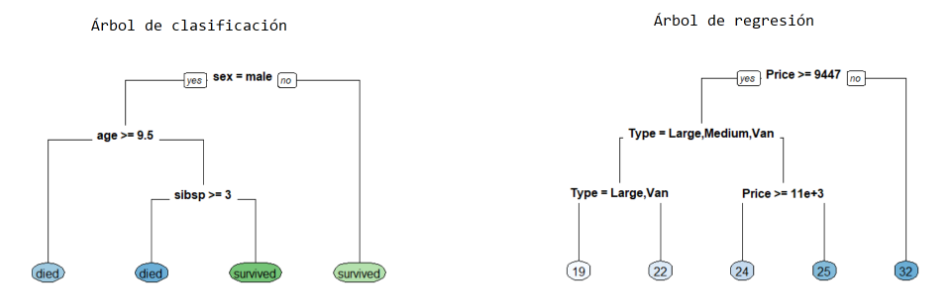 Árbol de clasificación
yes sex = male no
age >= 9.5
sibsp >= 3
died died survived survived
Árbol de regresión
yes Price >= 9447 no
Type = Large,Medium,Van
Type = Large,Van Price >= 11e+3
19 22 24 25 32